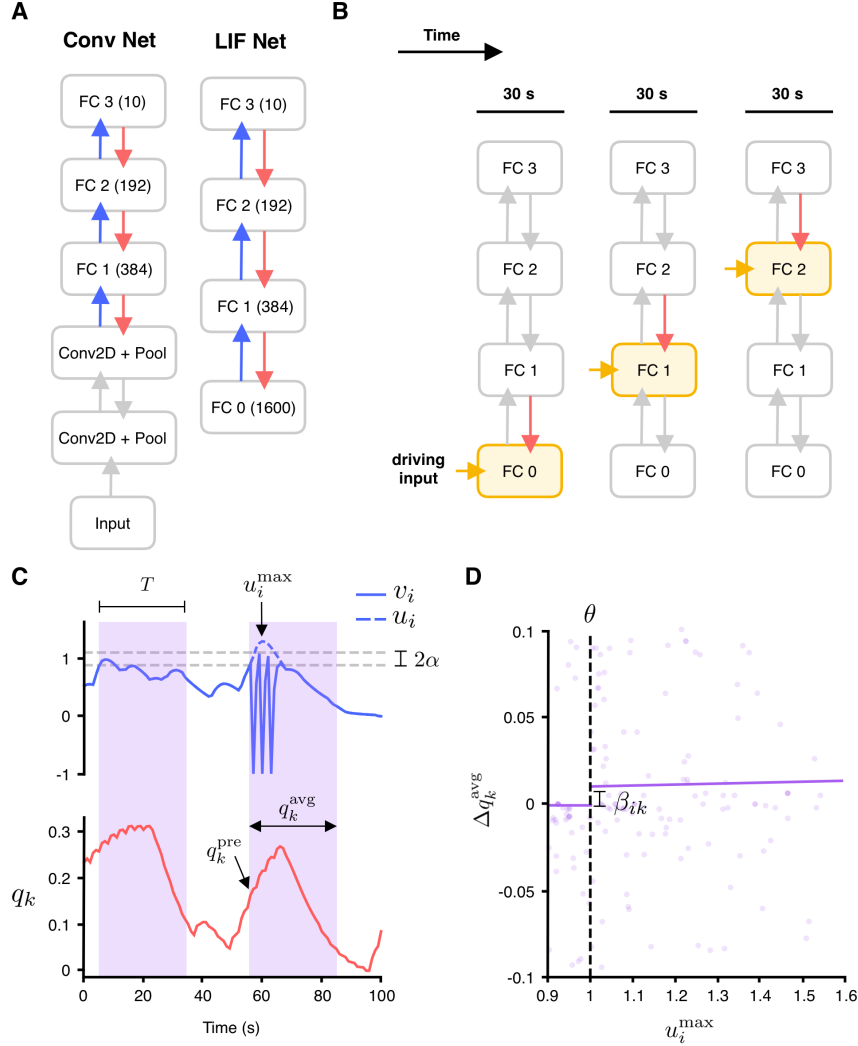 A
Conv Net
LIF Net
FC 3 (10)
FC 2 (192)
FC 1 (384)
Conv2D + Pool
Conv2D + Pool
Input
FC 3 (10)
FC 2 (192)
FC 1 (384)
FC 0 (1600)
B
Time
30 s
30 s
30 s
FC 3
FC 2
FC 1
FC 0
driving
input
FC 3
FC 2
FC 1
FC 0
FC 3
FC 2
FC 1
FC 0
C
T
u_i^max
v_i
u_i
2α
1
0
-1
q_k^avg
q_k^pre
q_k
0.3
0.2
0.1
0
0 20 40 60 80 100
Time (s)
D
θ
0.1
0.05
0
-0.05
-0.1
Δq_k^avg
β_ik
0.9 1 1.1 1.2 1.3 1.4 1.5 1.6
u_i^max